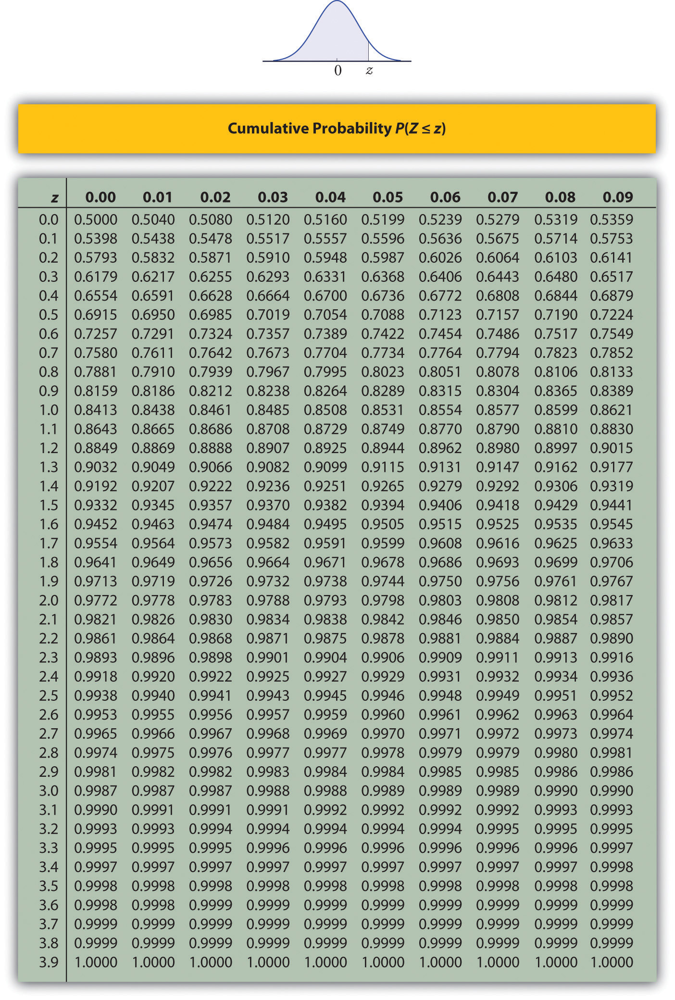 0 z
Cumulative Probability P(Z ≤ z)
z 0.00 0.01 0.02 0.03 0.04 0.05 0.06 0.07 0.08 0.09
0.0 0.5000 0.5040 0.5080 0.5120 0.5160 0.5199 0.5239 0.5279 0.5319 0.5359
0.1 0.5398 0.5438 0.5478 0.5517 0.5557 0.5596 0.5636 0.5675 0.5714 0.5753
0.2 0.5793 0.5832 0.5871 0.5910 0.5948 0.5987 0.6026 0.6064 0.6103 0.6141
0.3 0.6179 0.6217 0.6255 0.6293 0.6331 0.6368 0.6406 0.6443 0.6480 0.6517
0.4 0.6554 0.6591 0.6628 0.6664 0.6700 0.6736 0.6772 0.6808 0.6844 0.6879
0.5 0.6915 0.6950 0.6985 0.7019 0.7054 0.7088 0.7123 0.7157 0.7190 0.7224
0.6 0.7257 0.7291 0.7324 0.7357 0.7389 0.7422 0.7454 0.7486 0.7517 0.7549
0.7 0.7580 0.7611 0.7642 0.7673 0.7704 0.7734 0.7764 0.7794 0.7823 0.7852
0.8 0.7881 0.7910 0.7939 0.7967 0.7995 0.8023 0.8051 0.8078 0.8106 0.8133
0.9 0.8159 0.8186 0.8212 0.8238 0.8264 0.8289 0.8315 0.8304 0.8365 0.8389
1.0 0.8413 0.8438 0.8461 0.8485 0.8508 0.8531 0.8554 0.8577 0.8599 0.8621
1.1 0.8643 0.8665 0.8686 0.8708 0.8729 0.8749 0.8770 0.8790 0.8810 0.8830
1.2 0.8849 0.8869 0.8888 0.8907 0.8925 0.8944 0.8962 0.8980 0.8997 0.9015
1.3 0.9032 0.9049 0.9066 0.9082 0.9099 0.9115 0.9131 0.9147 0.9162 0.9177
1.4 0.9192 0.9207 0.9222 0.9236 0.9251 0.9265 0.9279 0.9292 0.9306 0.9319
1.5 0.9332 0.9345 0.9357 0.9370 0.9382 0.9394 0.9406 0.9418 0.9429 0.9441
1.6 0.9452 0.9463 0.9474 0.9484 0.9495 0.9505 0.9515 0.9525 0.9535 0.9545
1.7 0.9554 0.9564 0.9573 0.9582 0.9591 0.9599 0.9608 0.9616 0.9625 0.9633
1.8 0.9641 0.9649 0.9656 0.9664 0.9671 0.9678 0.9686 0.9693 0.9699 0.9706
1.9 0.9713 0.9719 0.9726 0.9732 0.9738 0.9744 0.9750 0.9756 0.9761 0.9767
2.0 0.9772 0.9778 0.9783 0.9788 0.9793 0.9798 0.9803 0.9808 0.9812 0.9817
2.1 0.9821 0.9826 0.9830 0.9834 0.9838 0.9842 0.9846 0.9850 0.9854 0.9857
2.2 0.9861 0.9864 0.9868 0.9871 0.9875 0.9878 0.9881 0.9884 0.9887 0.9890
2.3 0.9893 0.9896 0.9898 0.9901 0.9904 0.9906 0.9909 0.9911 0.9913 0.9916
2.4 0.9918 0.9920 0.9922 0.9925 0.9927 0.9929 0.9931 0.9932 0.9934 0.9936
2.5 0.9938 0.9940 0.9941 0.9943 0.9945 0.9946 0.9948 0.9949 0.9951 0.9952
2.6 0.9953 0.9955 0.9956 0.9957 0.9959 0.9960 0.9961 0.9962 0.9963 0.9964
2.7 0.9965 0.9966 0.9967 0.9968 0.9969 0.9970 0.9971 0.9972 0.9973 0.9974
2.8 0.9974 0.9975 0.9976 0.9977 0.9977 0.9978 0.9979 0.9979 0.9980 0.9981
2.9 0.9981 0.9982 0.9982 0.9983 0.9984 0.9984 0.9985 0.9985 0.9986 0.9986
3.0 0.9987 0.9987 0.9987 0.9988 0.9988 0.9989 0.9989 0.9989 0.9990 0.9990
3.1 0.9990 0.9991 0.9991 0.9991 0.9992 0.9992 0.9992 0.9992 0.9993 0.9993
3.2 0.9993 0.9993 0.9994 0.9994 0.9994 0.9994 0.9994 0.9995 0.9995 0.9995
3.3 0.9995 0.9995 0.9995 0.9996 0.9996 0.9996 0.9996 0.9996 0.9996 0.9997
3.4 0.9997 0.9997 0.9997 0.9997 0.9997 0.9997 0.9997 0.9997 0.9997 0.9998
3.5 0.9998 0.9998 0.9998 0.9998 0.9998 0.9998 0.9998 0.9998 0.9998 0.9998
3.6 0.9998 0.9998 0.9999 0.9999 0.9999 0.9999 0.9999 0.9999 0.9999 0.9999
3.7 0.9999 0.9999 0.9999 0.9999 0.9999 0.9999 0.9999 0.9999 0.9999 0.9999
3.8 0.9999 0.9999 0.9999 0.9999 0.9999 0.9999 0.9999 0.9999 0.9999 0.9999
3.9 1.0000 1.0000 1.0000 1.0000 1.0000 1.0000 1.0000 1.0000 1.0000 1.0000